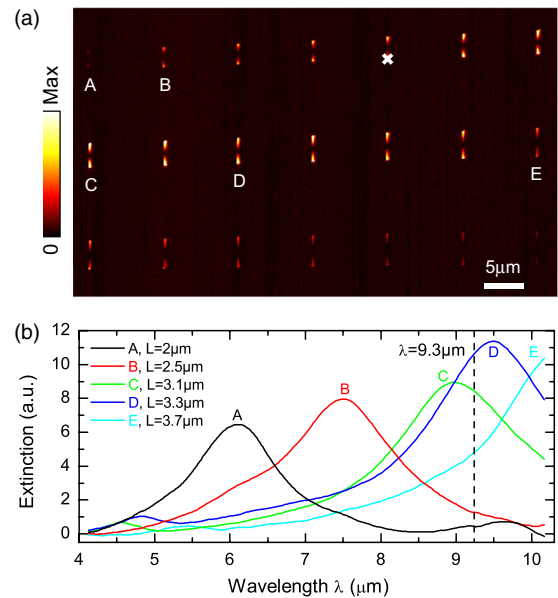 (a)
Max
0
A
B
C
D
E
5μm
(b)
Extinction (a.u.)
12
10
8
6
4
2
0
A, L=2μm
B, L=2.5μm
C, L=3.1μm
D, L=3.3μm
E, L=3.7μm
λ=9.3μm
A
B
C
D
E
4 5 6 7 8 9 10
Wavelength λ (μm)